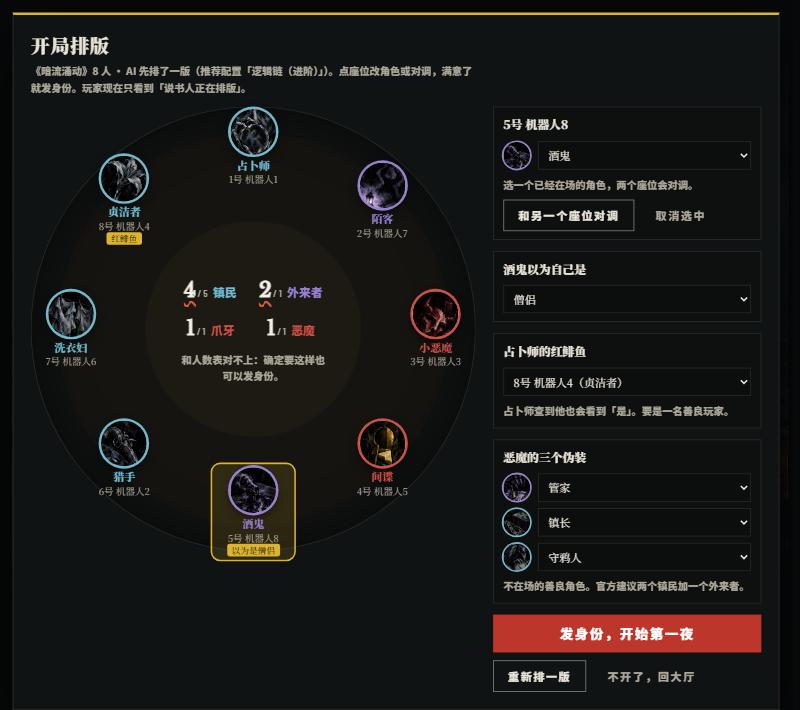 开局排版
《暗流涌动》8 人 · AI 先排了一版（推荐配置「逻辑链（进阶）」）。点座位改角色或对调，满意了
就发身份。玩家现在只看到「说书人正在排版」。
占卜师
1号 机器人1
陌客
2号 机器人7
小恶魔
3号 机器人3
间谍
4号 机器人5
酒鬼
5号 机器人8
以为是僧侣
猎手
6号 机器人2
洗衣妇
7号 机器人6
贞洁者
8号 机器人4
红鲱鱼
4/5 镇民 2/1 外来者
1/1 爪牙 1/1 恶魔
和人数表对不上：确定要这样也
可以发身份。
5号 机器人8
酒鬼
选一个已经在场的角色，两个座位会对调。
和另一个座位对调 取消选中
酒鬼以为自己是
僧侣
占卜师的红鲱鱼
8号 机器人4（贞洁者）
占卜师查到他也会看到「是」。要是一名善良玩家。
恶魔的三个伪装
管家
镇长
守鸦人
不在场的善良角色。官方建议两个镇民加一个外来者。
发身份，开始第一夜
重新排一版 不开了，回大厅